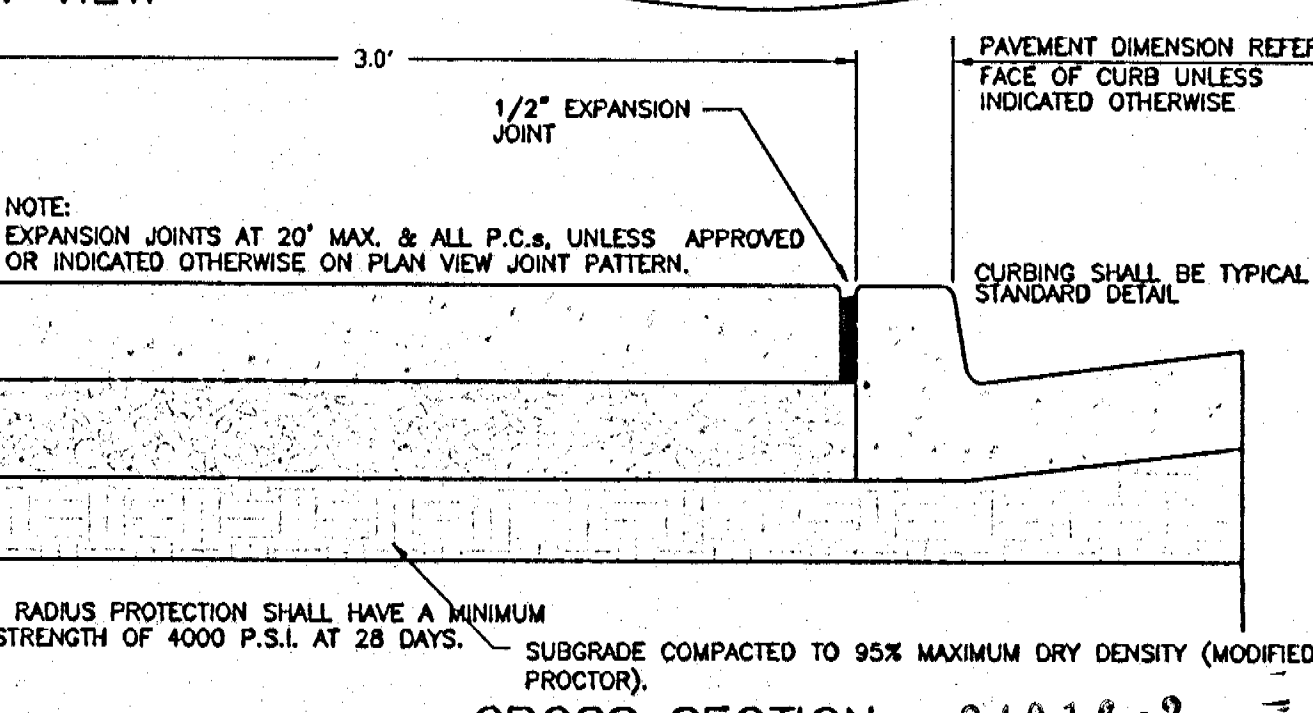 3.0'
PAVEMENT DIMENSION REFER
FACE OF CURB UNLESS
INDICATED OTHERWISE
1/2" EXPANSION
JOINT
NOTE:
EXPANSION JOINTS AT 20' MAX. & ALL P.C.s, UNLESS APPROVED
OR INDICATED OTHERWISE ON PLAN VIEW JOINT PATTERN.
CURBING SHALL BE TYPICAL
STANDARD DETAIL
RADIUS PROTECTION SHALL HAVE A MINIMUM
STRENGTH OF 4000 P.S.I. AT 28 DAYS.
SUBGRADE COMPACTED TO 95% MAXIMUM DRY DENSITY (MODIFIED
PROCTOR).
CROSS SECTION